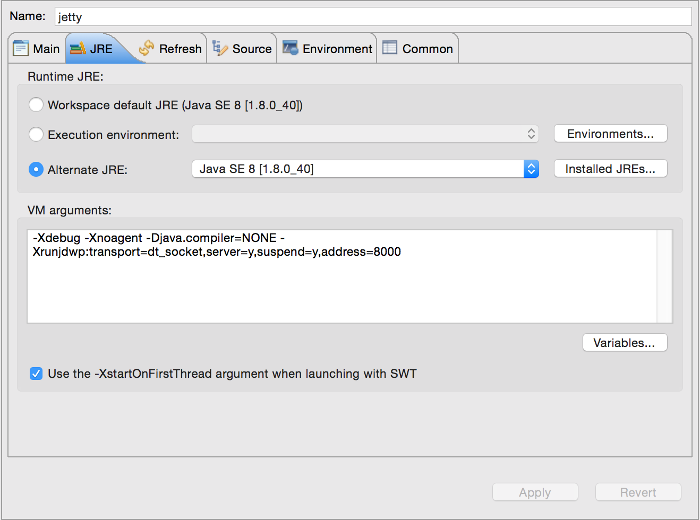 Name: jetty
Main JRE Refresh Source Environment Common
Runtime JRE:
Workspace default JRE (Java SE 8 [1.8.0_40])
Execution environment: Environments...
Alternate JRE: Java SE 8 [1.8.0_40] Installed JREs...
VM arguments:
-Xdebug -Xnoagent -Djava.compiler=NONE -
Xrunjdwp:transport=dt_socket,server=y,suspend=y,address=8000
Variables...
Use the -XstartOnFirstThread argument when launching with SWT
Apply Revert